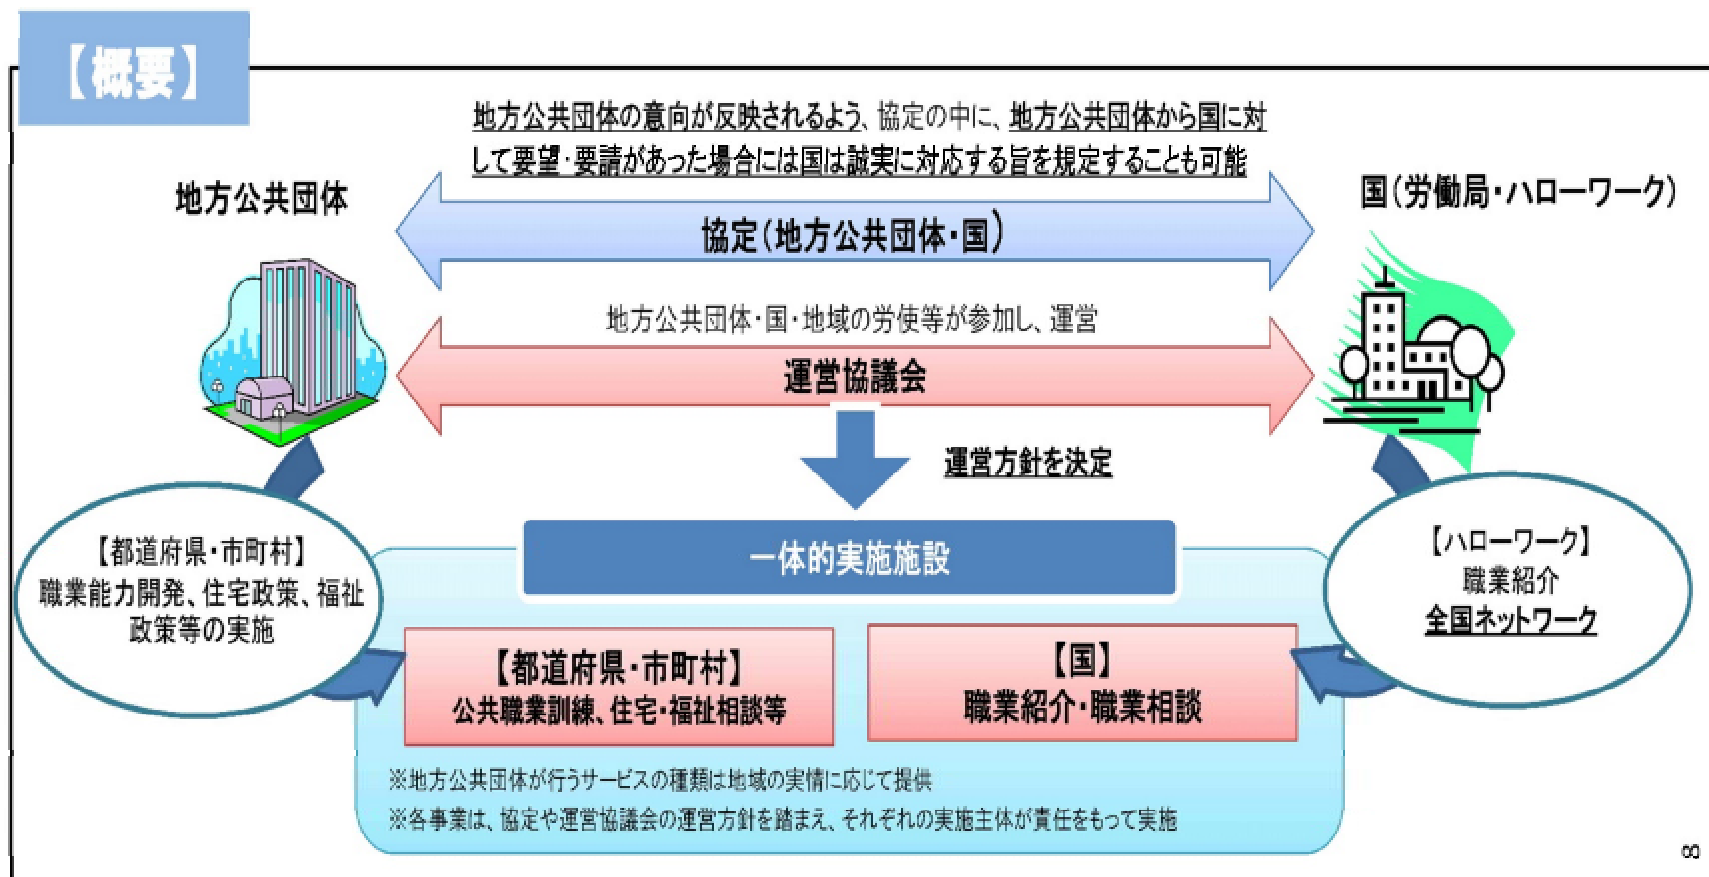 【概要】
地方公共団体の意向が反映されるよう、協定の中に、地方公共団体から国に対
して要望・要請があった場合には国は誠実に対応する旨を規定することも可能
地方公共団体
国(労働局・ハローワーク)
協定(地方公共団体・国)
地方公共団体・国・地域の労使等が参加し、運営
運営協議会
運営方針を決定
【都道府県・市町村】
職業能力開発、住宅政策、福祉
政策等の実施
一体的実施施設
【ハローワーク】
職業紹介
全国ネットワーク
【都道府県・市町村】
公共職業訓練、住宅・福祉相談等
【国】
職業紹介・職業相談
※地方公共団体が行うサービスの種類は地域の実情に応じて提供
※各事業は、協定や運営協議会の運営方針を踏まえ、それぞれの実施主体が責任をもって実施
8